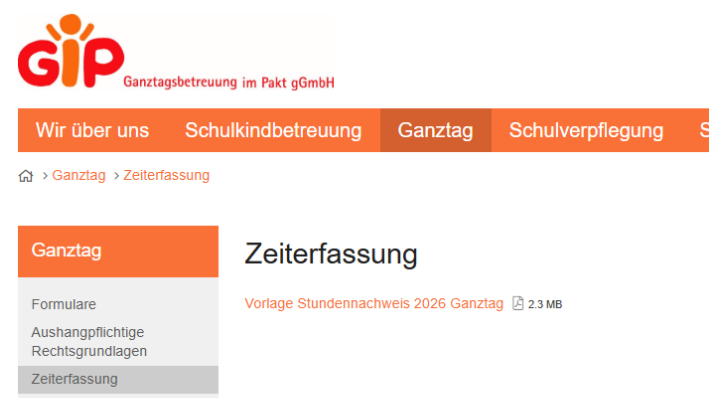 GiP
Ganztagsbetreuung im Pakt gGmbH
Wir über uns Schulkindbetreuung Ganztag Schulverpflegung S
> Ganztag > Zeiterfassung
Ganztag
Formulare
Aushangpflichtige
Rechtsgrundlagen
Zeiterfassung
Zeiterfassung
Vorlage Stundennachweis 2026 Ganztag 2.3 MB